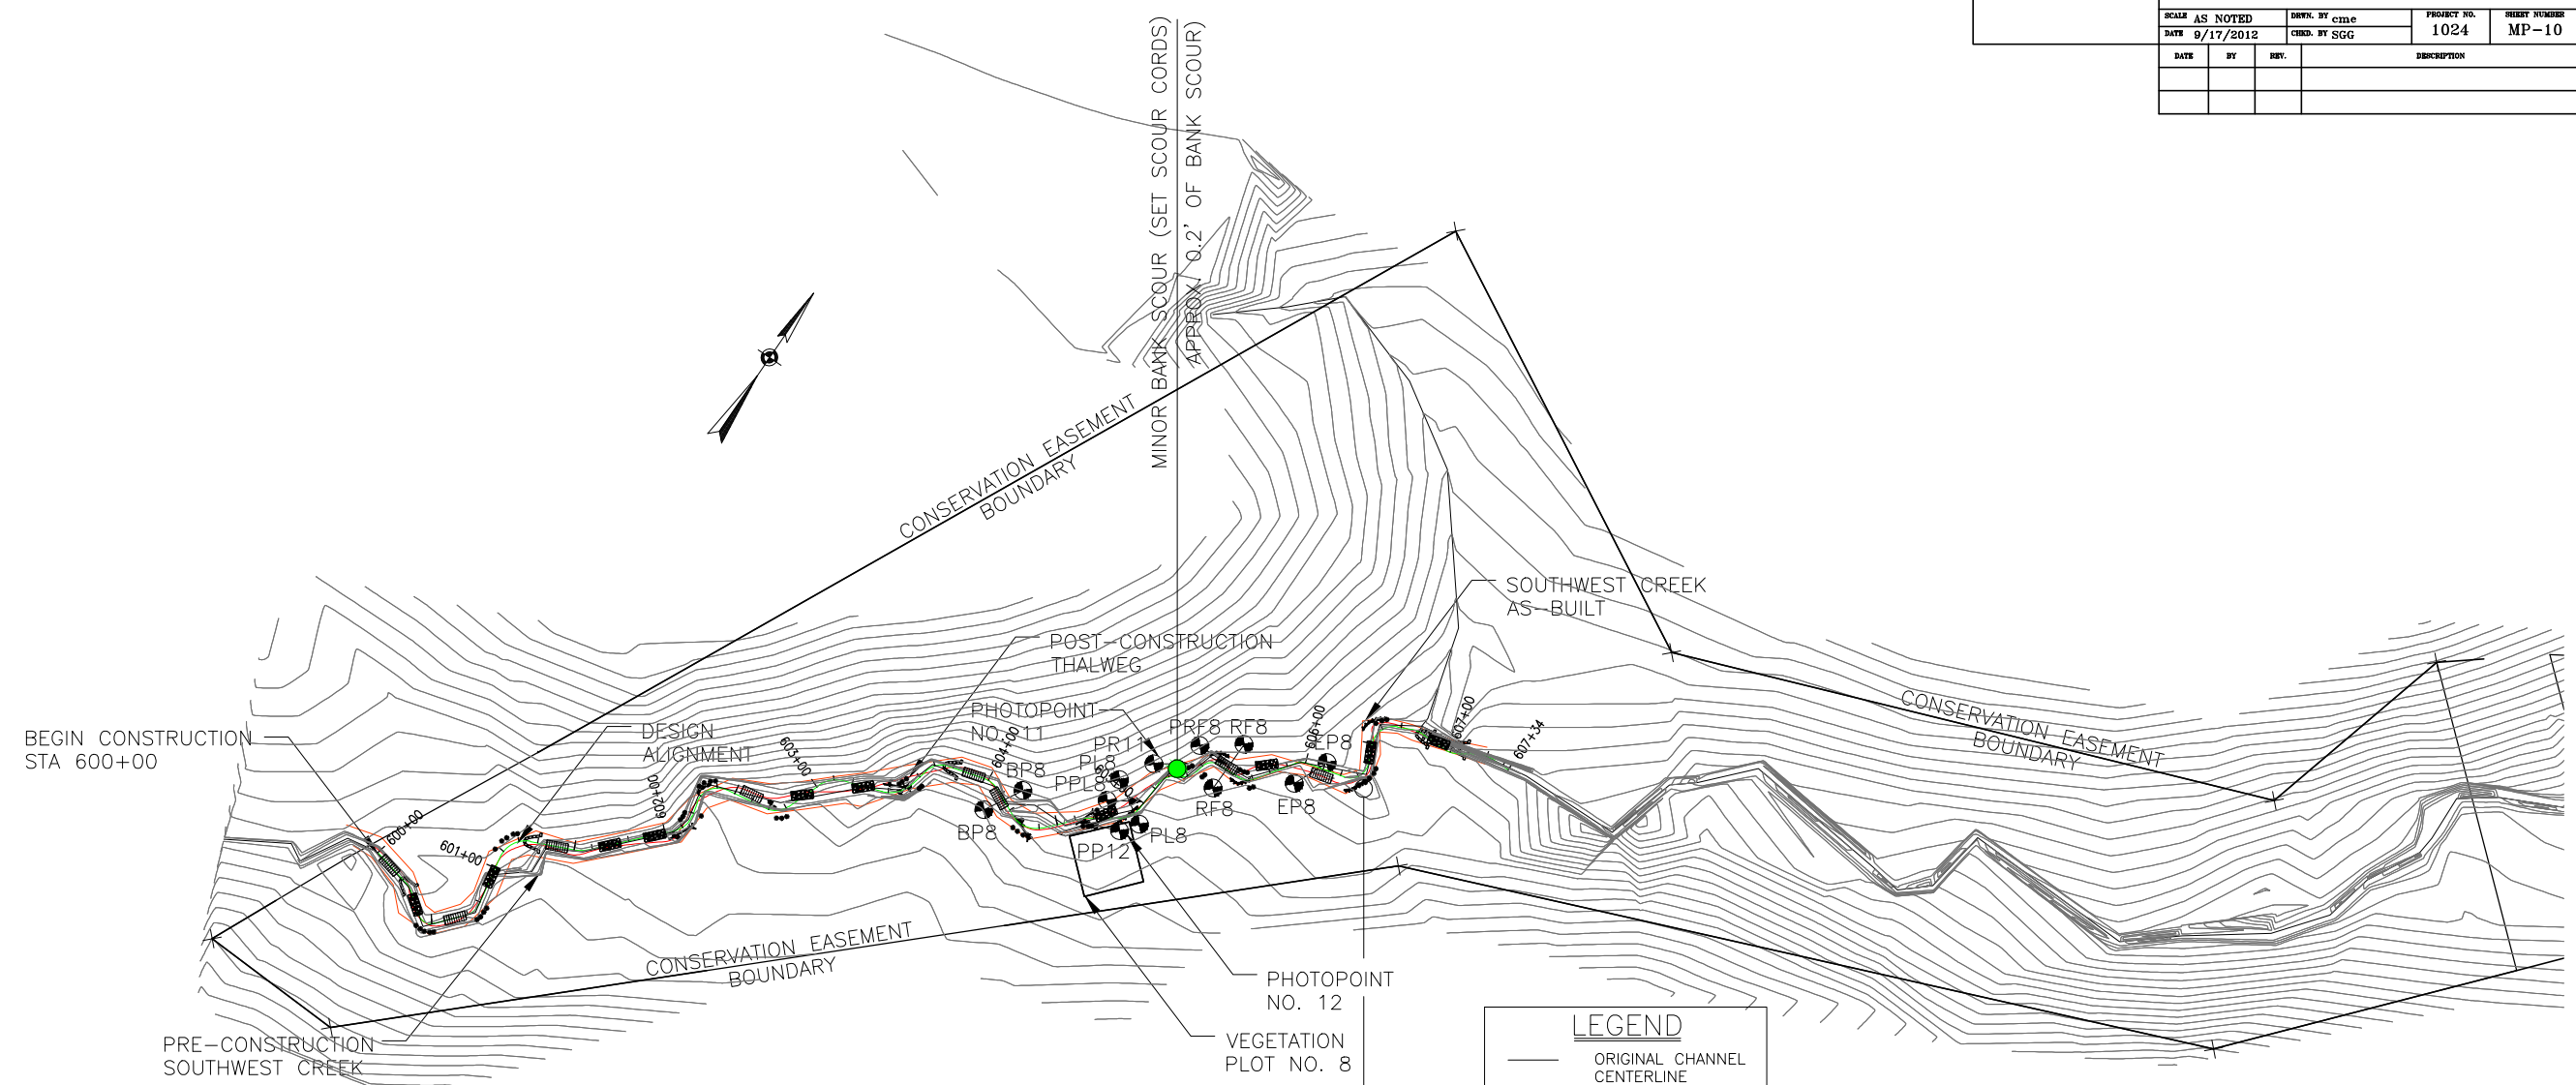 SCALE AS NOTED
DRWN. BY cme
PROJECT NO.
1024
SHEET NUMBER
MP-10
DATE 9/17/2012
CHKD. BY SGG
DATE
BY
REV.
DESCRIPTION
MINOR BANK SCOUR (SET SCOUR CORDS)
APPROX. 0.2' OF BANK SCOUR)
CONSERVATION EASEMENT
BOUNDARY
SOUTHWEST CREEK
AS-BUILT
POST-CONSTRUCTION
THALWEG
PHOTOPOINT
NO. 11
DESIGN
ALIGNMENT
BEGIN CONSTRUCTION
STA 600+00
600+00
601+00
602+00
603+00
604+00
606+00
607+00
607+34
PRF8
RF8
PR11
PL8
PPL8
BP8
BP8
EP8
RF8
EP8
PL8
PP12
CONSERVATION EASEMENT
BOUNDARY
CONSERVATION EASEMENT
BOUNDARY
PHOTOPOINT
NO. 12
VEGETATION
PLOT NO. 8
PRE-CONSTRUCTION
SOUTHWEST CREEK
LEGEND
ORIGINAL CHANNEL
CENTERLINE